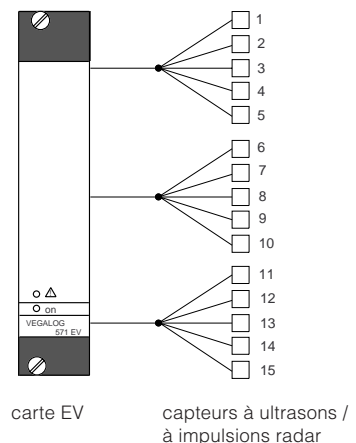 1
2
3
4
5
6
7
8
9
10
11
12
13
14
15
on
VEGALOG
571 EV
carte EV
capteurs à ultrasons /
à impulsions radar